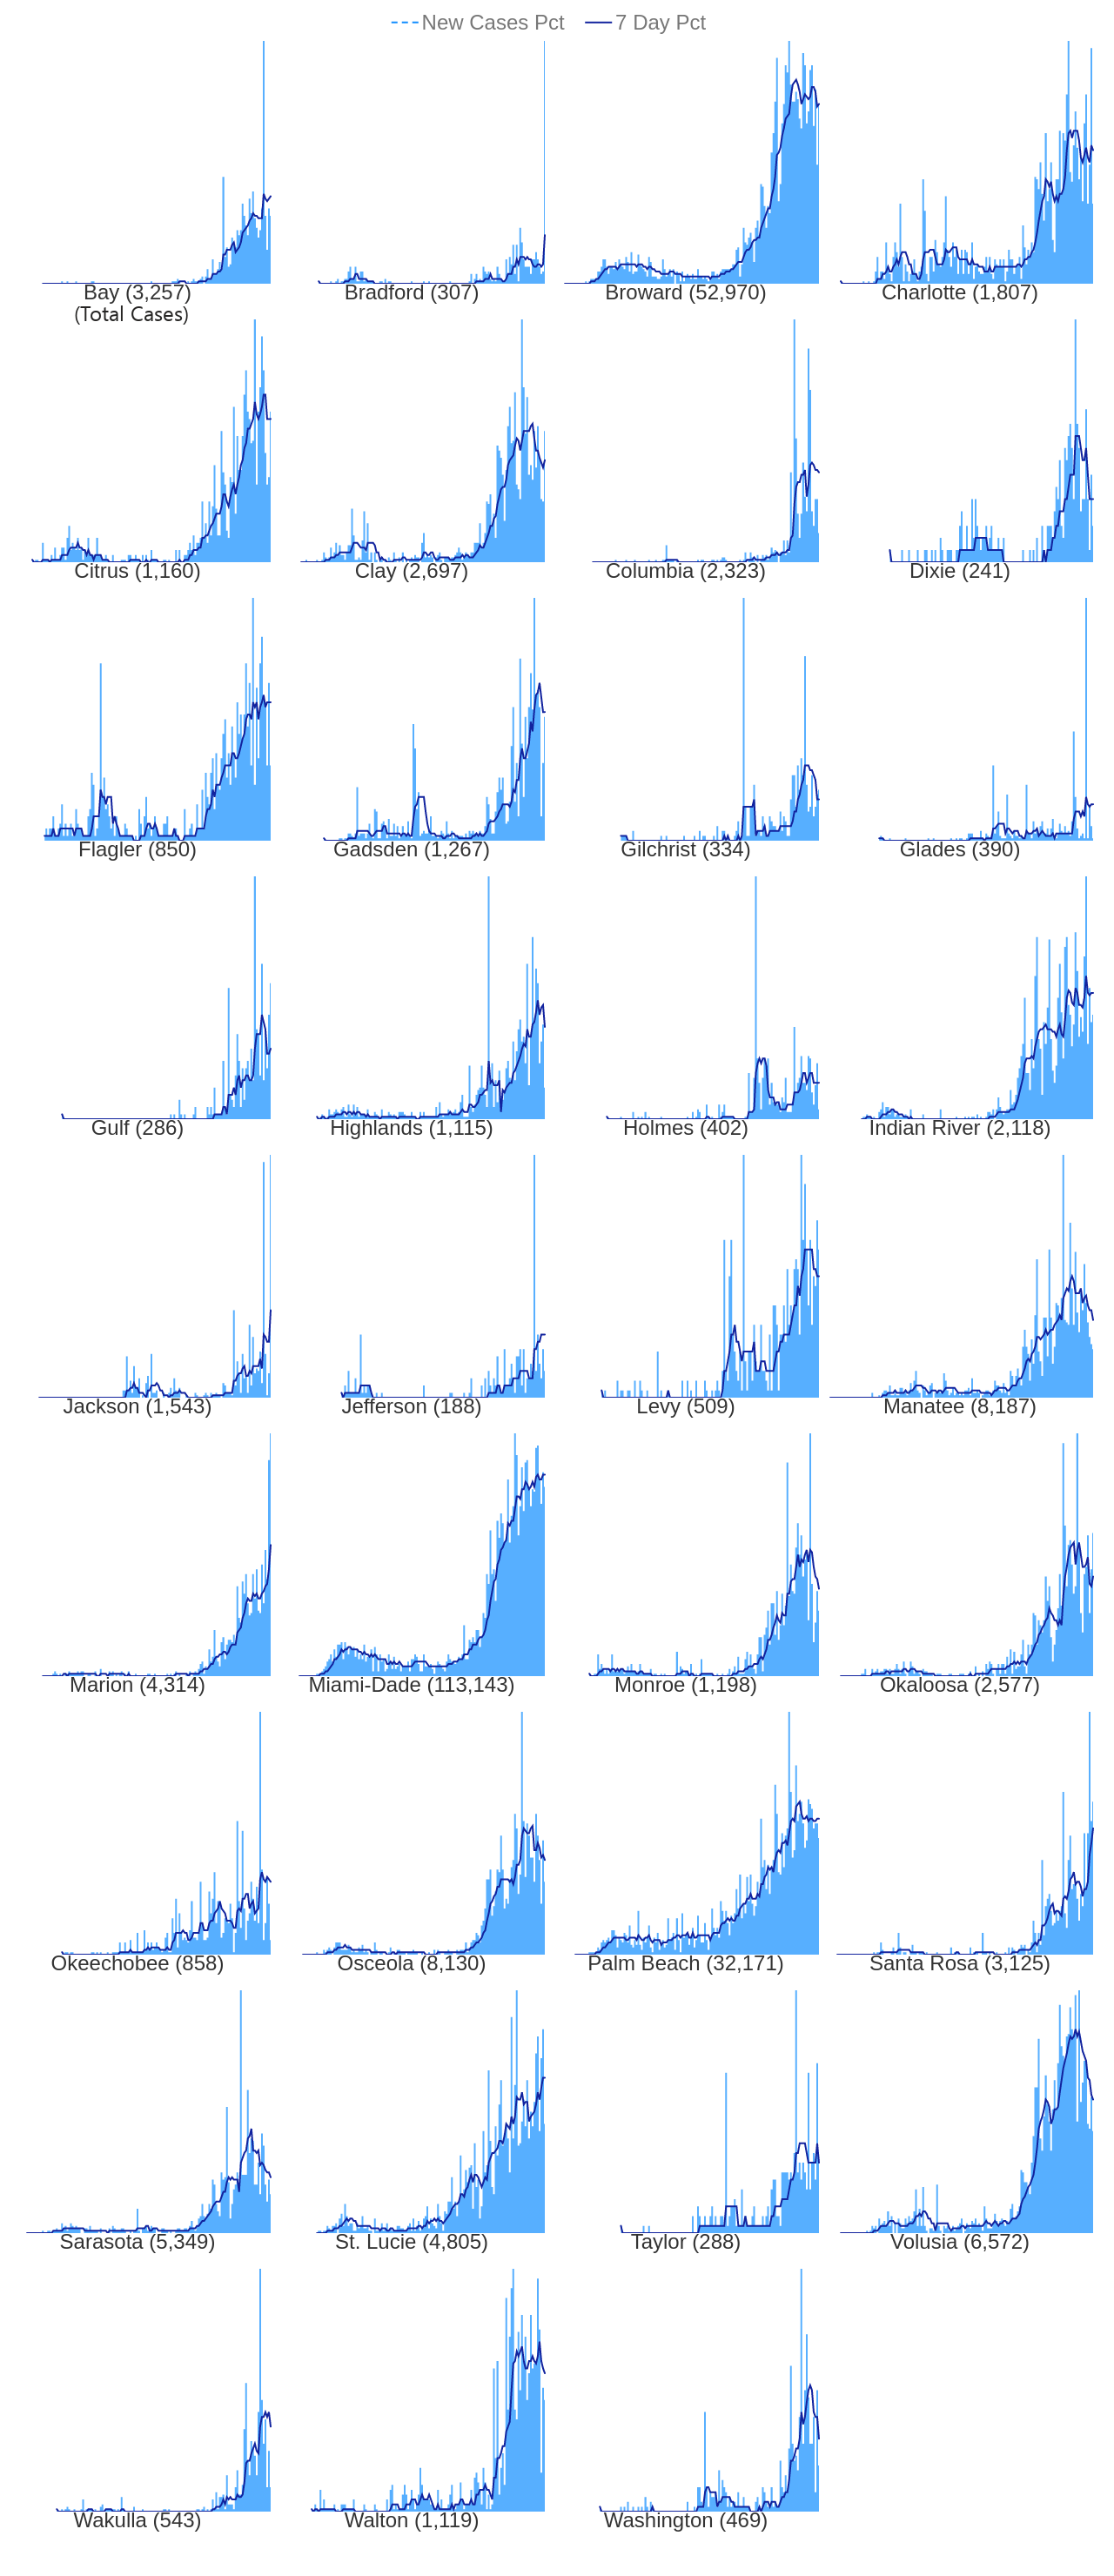 New Cases Pct 7 Day Pct
Bay (3,257) Bradford (307) Broward (52,970) Charlotte (1,807)
(Total Cases)
Citrus (1,160) Clay (2,697) Columbia (2,323) Dixie (241)
Flagler (850) Gadsden (1,267) Gilchrist (334) Glades (390)
Gulf (286) Highlands (1,115) Holmes (402) Indian River (2,118)
Jackson (1,543) Jefferson (188) Levy (509) Manatee (8,187)
Marion (4,314) Miami-Dade (113,143) Monroe (1,198) Okaloosa (2,577)
Okeechobee (858) Osceola (8,130) Palm Beach (32,171) Santa Rosa (3,125)
Sarasota (5,349) St. Lucie (4,805) Taylor (288) Volusia (6,572)
Wakulla (543) Walton (1,119) Washington (469)